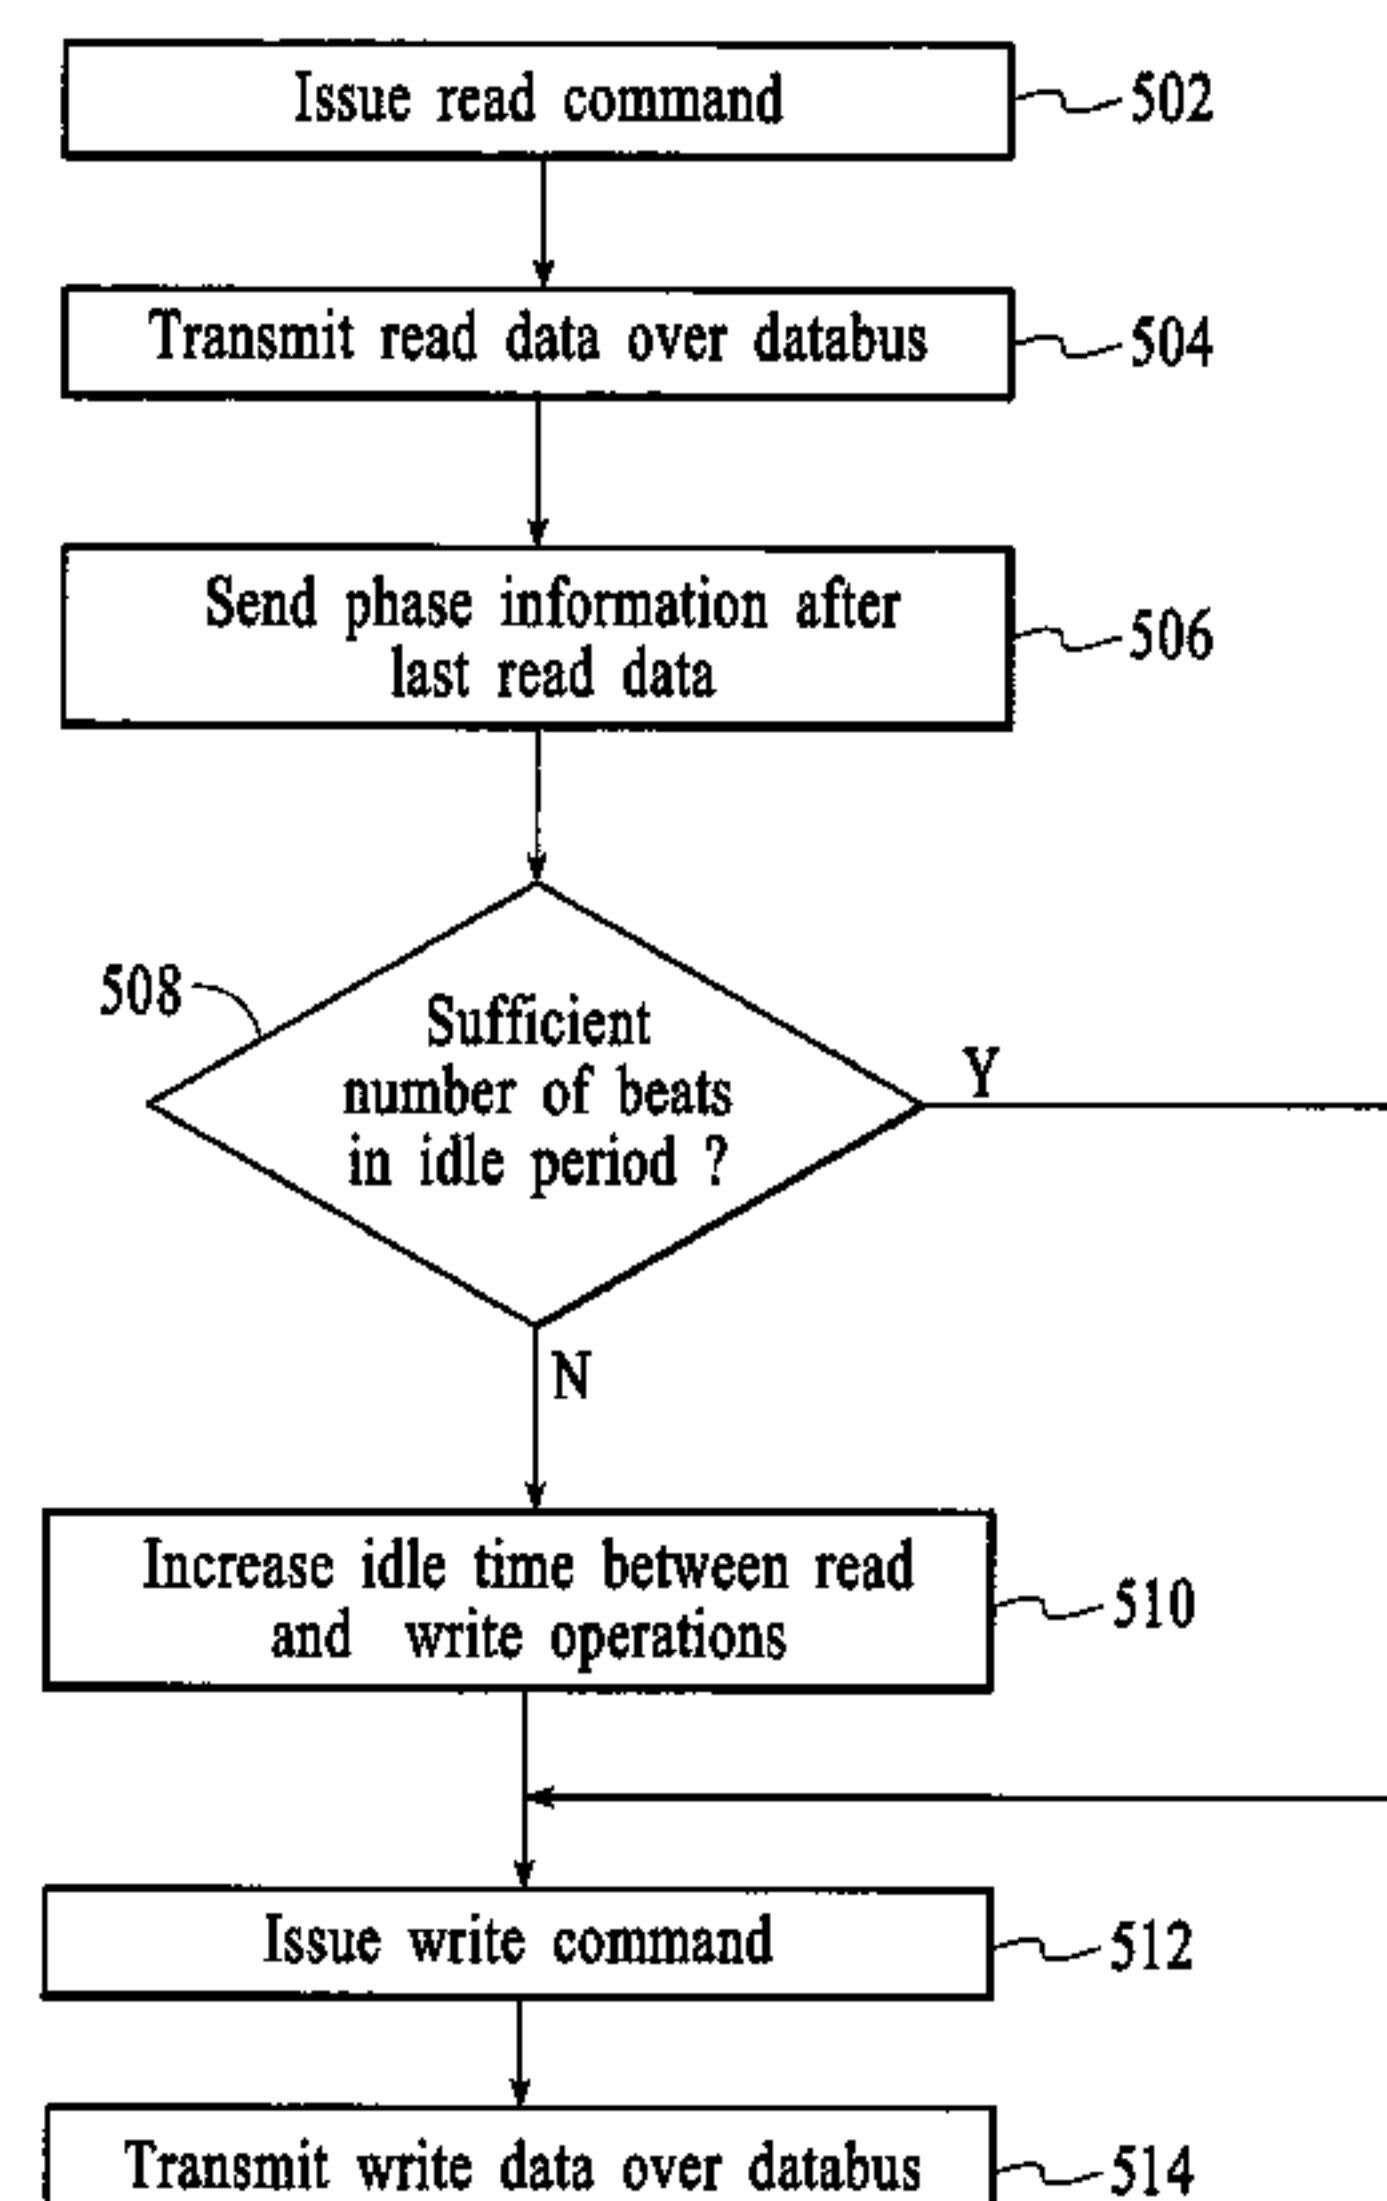 Issue read command
502
Transmit read data over databus
504
Send phase information after
last read data
506
508
Sufficient
number of beats
in idle period ?
Y
N
Increase idle time between read
and write operations
510
Issue write command
512
Transmit write data over databus
514